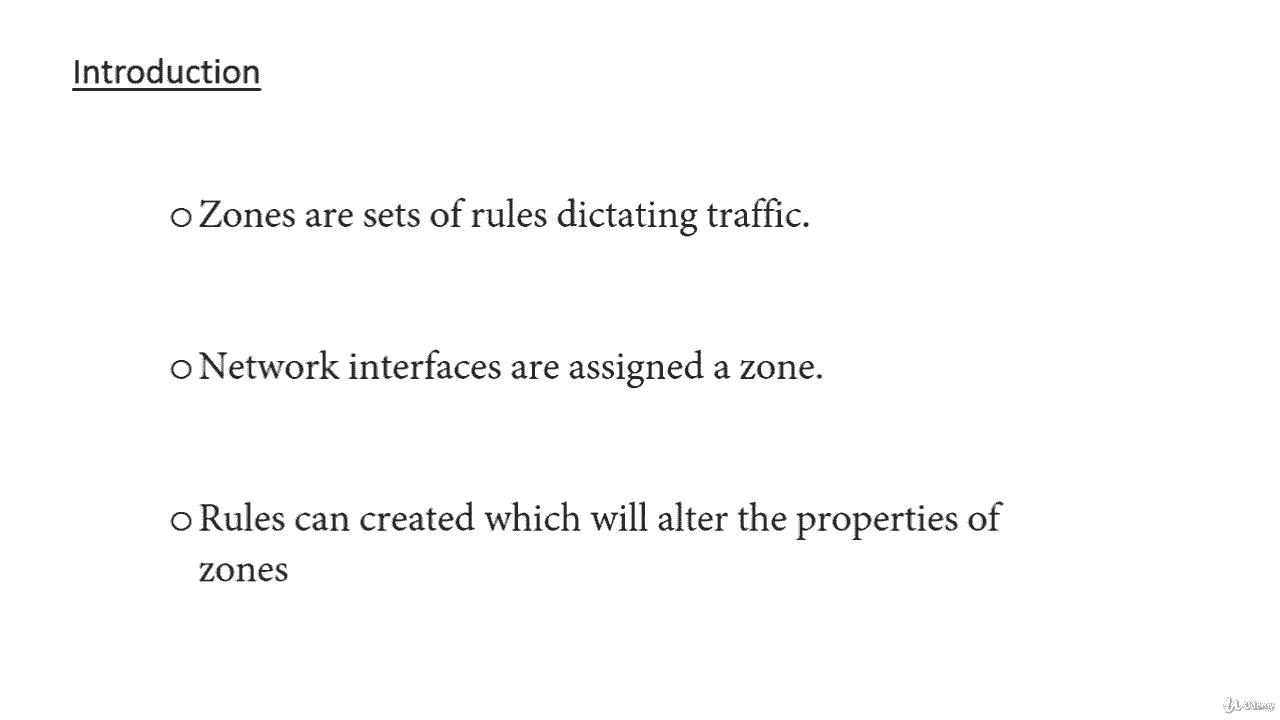 Introduction
○ Zones are sets of rules dictating traffic.
○ Network interfaces are assigned a zone.
○ Rules can created which will alter the properties of
zones
Udemy